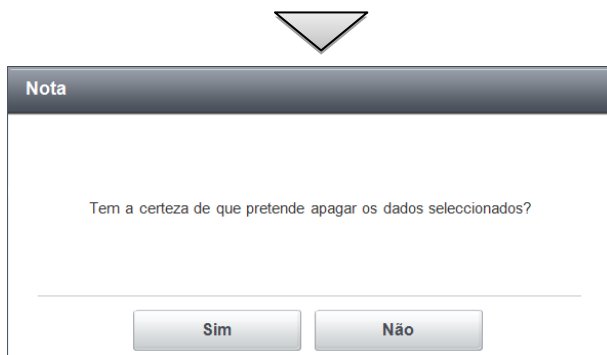 Nota
Tem a certeza de que pretende apagar os dados seleccionados?
Sim
Não